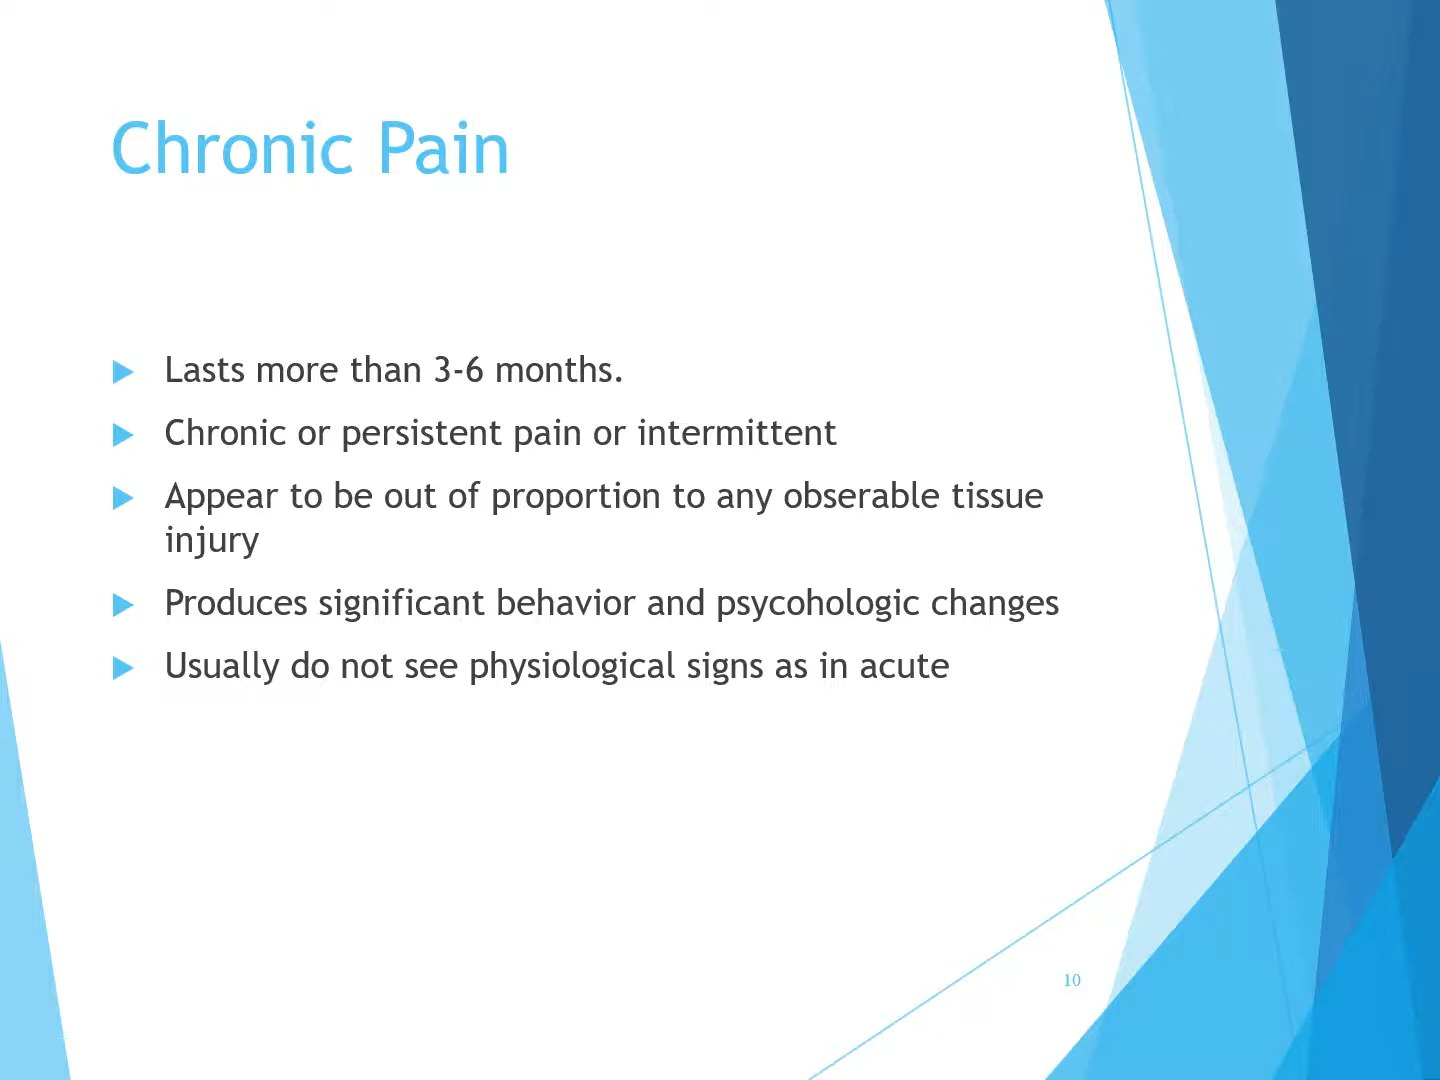 Chronic Pain
Lasts more than 3-6 months.
Chronic or persistent pain or intermittent
Appear to be out of proportion to any obserable tissue
injury
Produces significant behavior and psycohologic changes
Usually do not see physiological signs as in acute
10